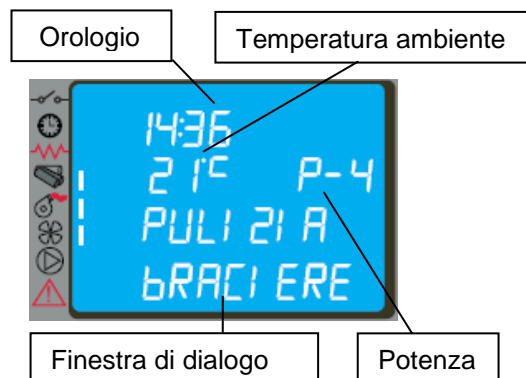 Orologio
Temperatura ambiente
14:36
21°C P-4
PULIZIA
bRACIERE
Finestra di dialogo
Potenza